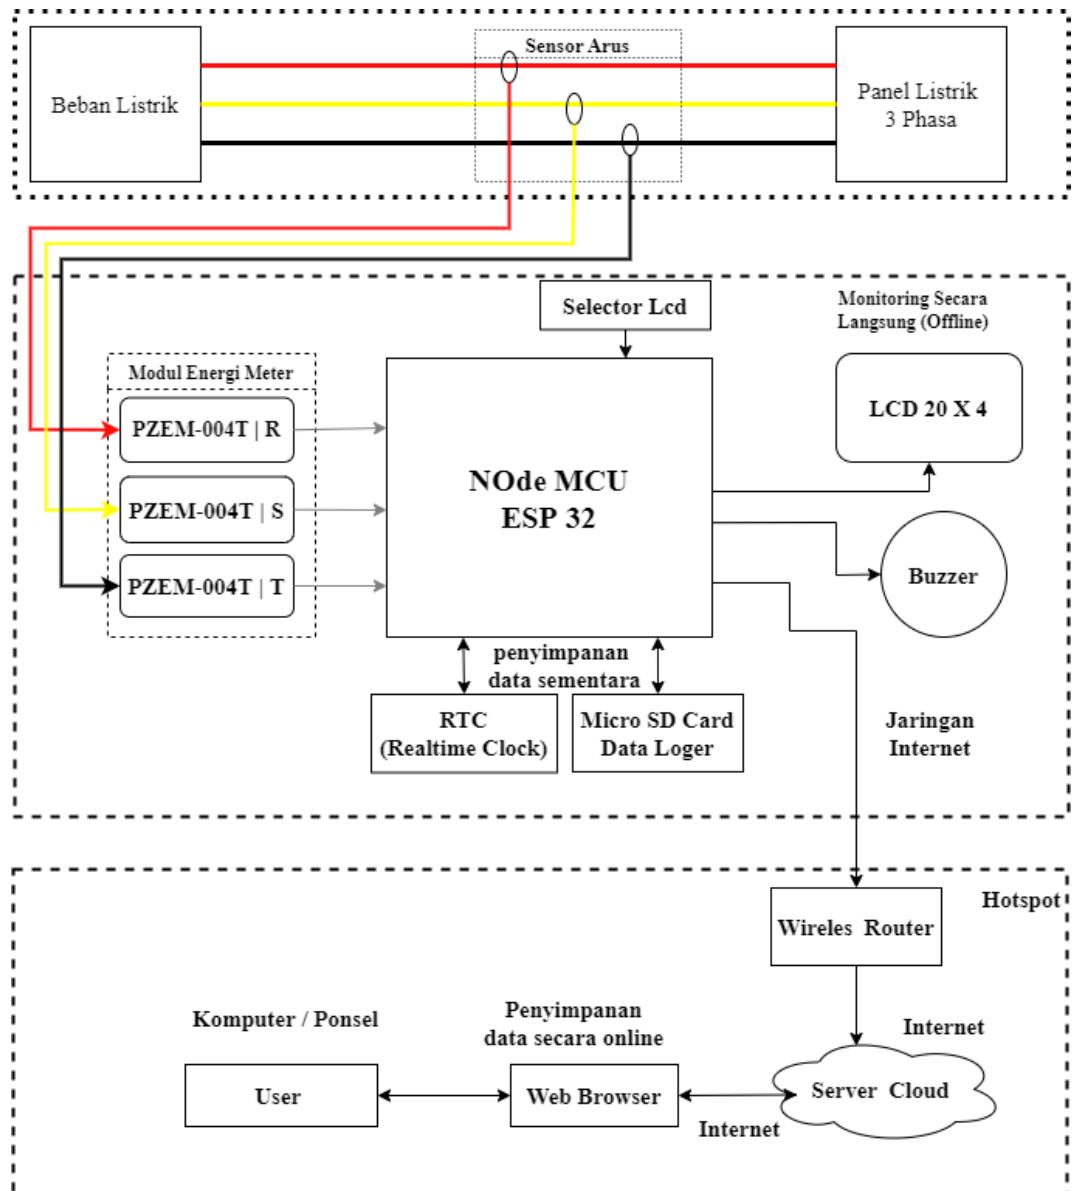 Sensor Arus
Beban Listrik
Panel Listrik
3 Phasa
Selector Lcd
Monitoring Secara
Langsung (Offline)
Modul Energi Meter
PZEM-004T | R
PZEM-004T | S
PZEM-004T | T
NOde MCU
ESP 32
LCD 20 X 4
Buzzer
penyimpanan
data sementara
RTC
(Realtime Clock)
Micro SD Card
Data Loger
Jaringan
Internet
Hotspot
Wireles Router
Internet
Komputer / Ponsel
Penyimpanan
data secara online
User
Web Browser
Server Cloud
Internet